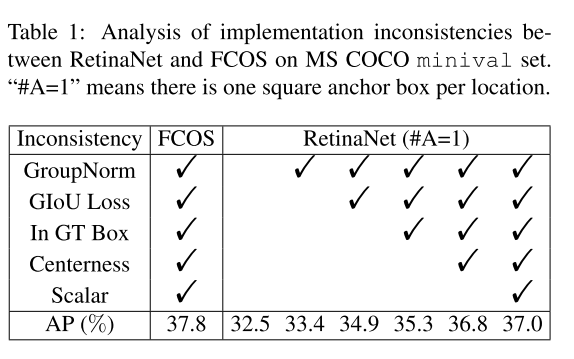 Table 1: Analysis of implementation inconsistencies be-
tween RetinaNet and FCOS on MS COCO minival set.
“#A=1” means there is one square anchor box per location.
Inconsistency FCOS RetinaNet (#A=1)
GroupNorm ✓ ✓ ✓ ✓ ✓ ✓
GIoU Loss ✓ ✓ ✓ ✓ ✓
In GT Box ✓ ✓ ✓ ✓
Centerness ✓ ✓ ✓
Scalar ✓ ✓
AP (%) 37.8 32.5 33.4 34.9 35.3 36.8 37.0